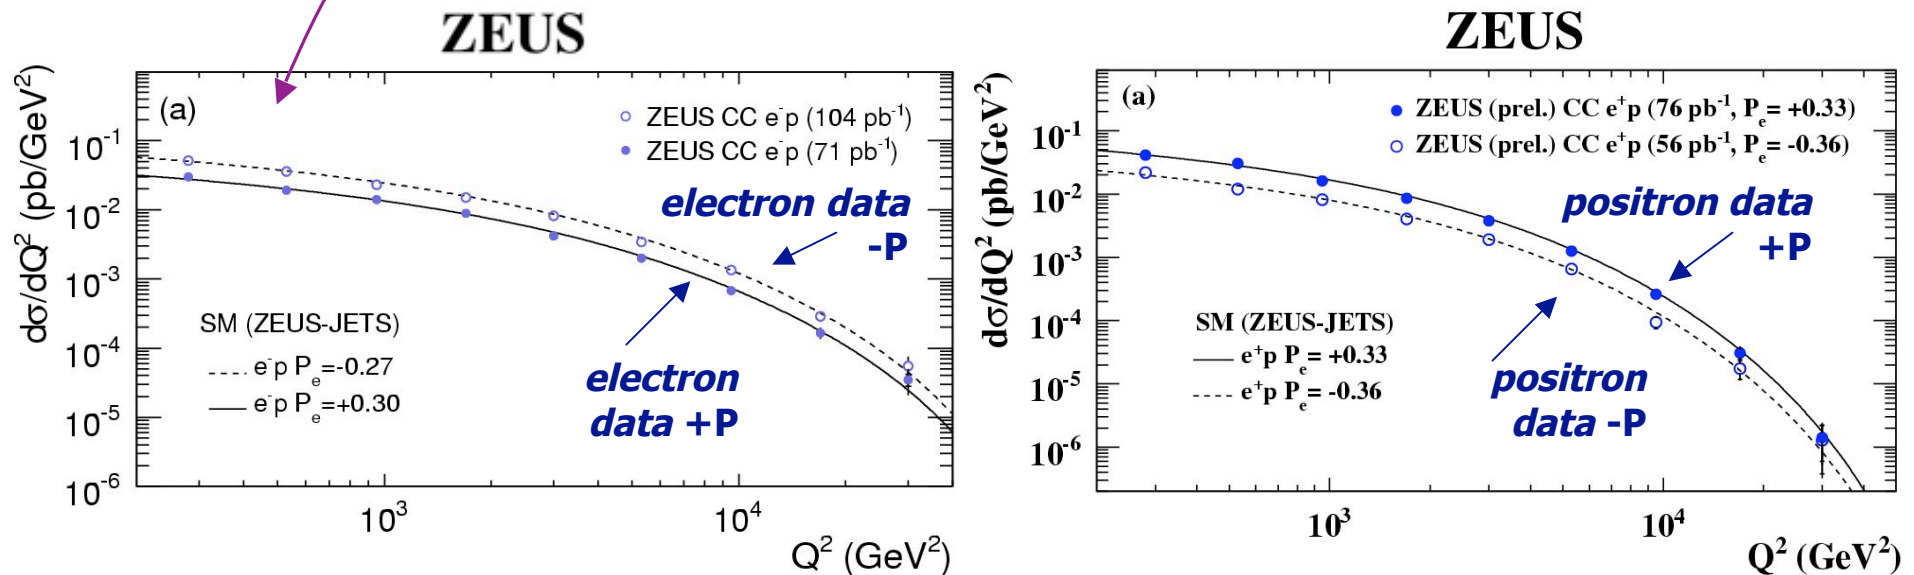 ZEUS
(a)
ZEUS CC e⁻p (104 pb⁻¹)
ZEUS CC e⁻p (71 pb⁻¹)
electron data
-P
electron
data +P
SM (ZEUS-JETS)
e⁻p Pₑ=-0.27
e⁻p Pₑ=+0.30
dσ/dQ² (pb/GeV²)
10⁻¹
10⁻²
10⁻³
10⁻⁴
10⁻⁵
10⁻⁶
10³
10⁴
Q² (GeV²)
ZEUS
(a)
ZEUS (prel.) CC e⁺p (76 pb⁻¹, Pₑ= +0.33)
ZEUS (prel.) CC e⁺p (56 pb⁻¹, Pₑ= -0.36)
positron data
+P
positron
data -P
SM (ZEUS-JETS)
e⁺p Pₑ= +0.33
e⁺p Pₑ= -0.36
dσ/dQ² (pb/GeV²)
10⁻¹
10⁻²
10⁻³
10⁻⁴
10⁻⁵
10⁻⁶
10³
10⁴
Q² (GeV²)